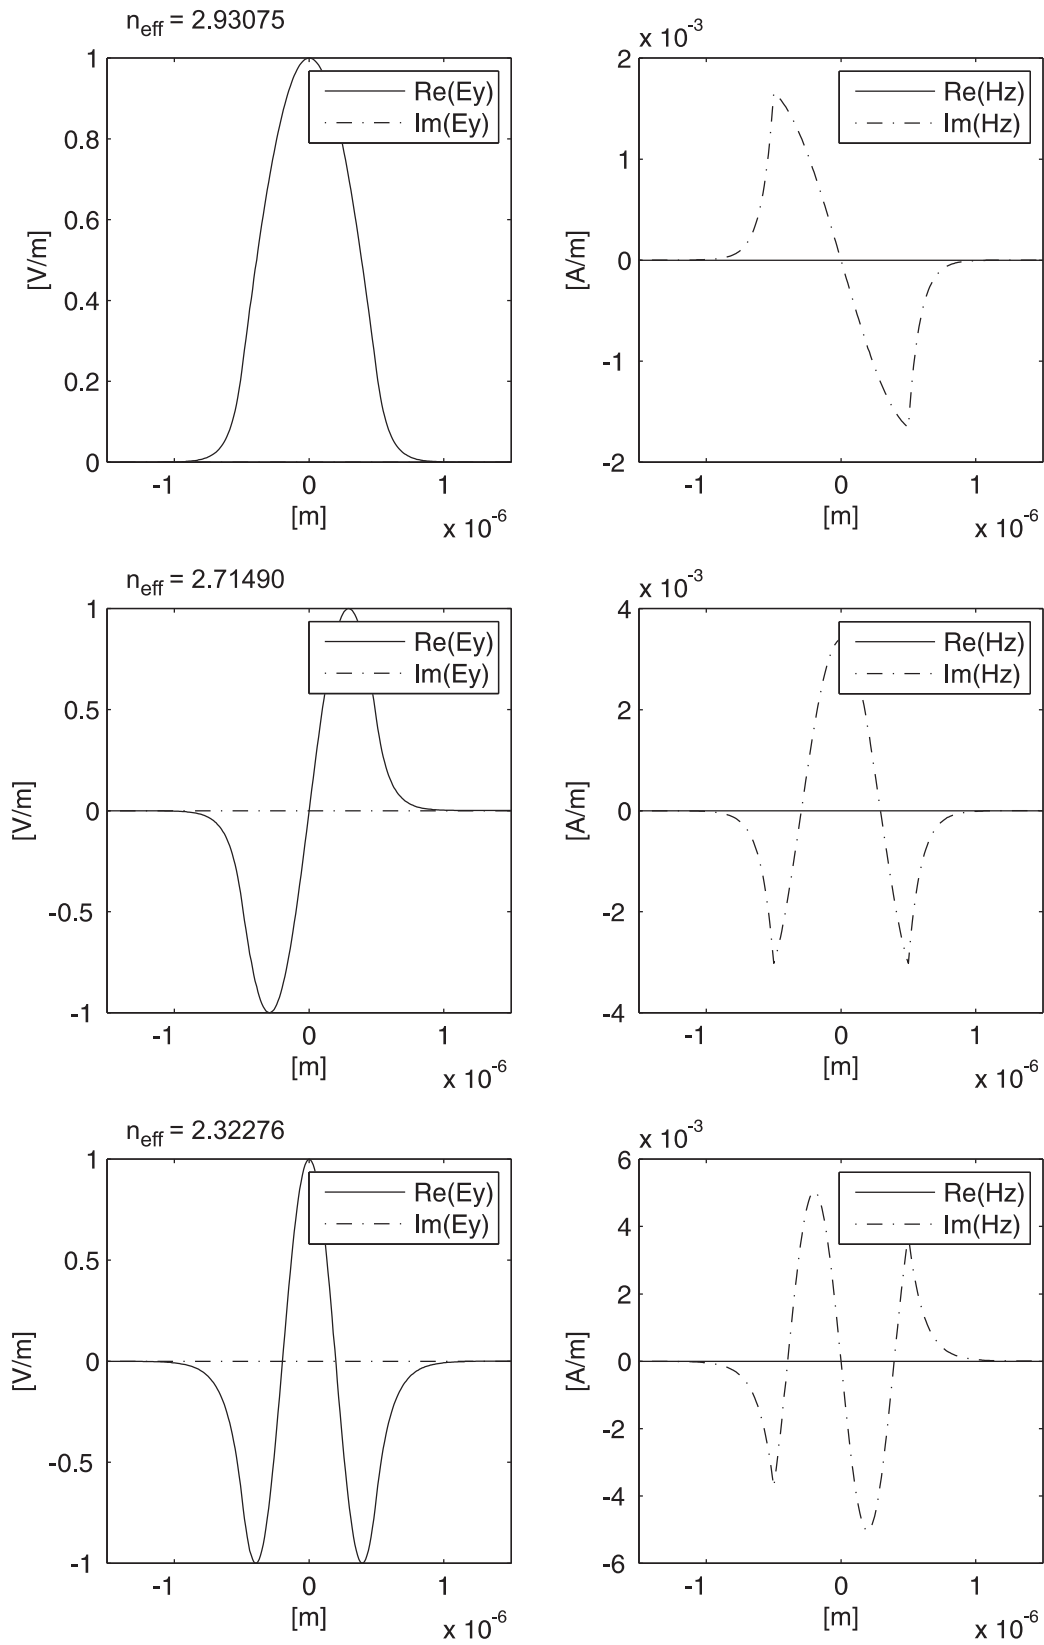 n_eff = 2.93075
1
0.8
0.6
0.4
0.2
0
[V/m]
Re(Ey)
Im(Ey)
-1 0 1
[m]
x 10^-6
x 10^-3
2
1
0
-1
-2
[A/m]
Re(Hz)
Im(Hz)
-1 0 1
[m]
x 10^-6
n_eff = 2.71490
1
0.5
0
-0.5
-1
[V/m]
Re(Ey)
Im(Ey)
-1 0 1
[m]
x 10^-6
x 10^-3
4
2
0
-2
-4
[A/m]
Re(Hz)
Im(Hz)
-1 0 1
[m]
x 10^-6
n_eff = 2.32276
1
0.5
0
-0.5
-1
[V/m]
Re(Ey)
Im(Ey)
-1 0 1
[m]
x 10^-6
x 10^-3
6
4
2
0
-2
-4
-6
[A/m]
Re(Hz)
Im(Hz)
-1 0 1
[m]
x 10^-6